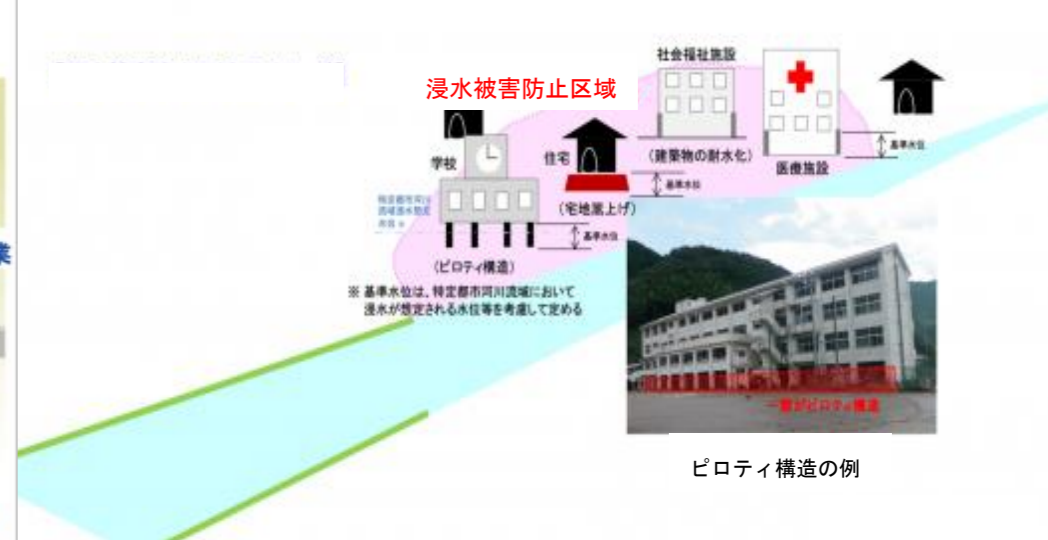 社会福祉施設
浸水被害防止区域
学校
住宅
(建築物の耐水化)
医療施設
基準水位
基準水位
(宅地嵩上げ)
基準水位
(ピロティ構造)
※ 基準水位は、特定都市河川流域において
浸水が想定される水位等を考慮して定める
一部がピロティ構造
ピロティ構造の例
業